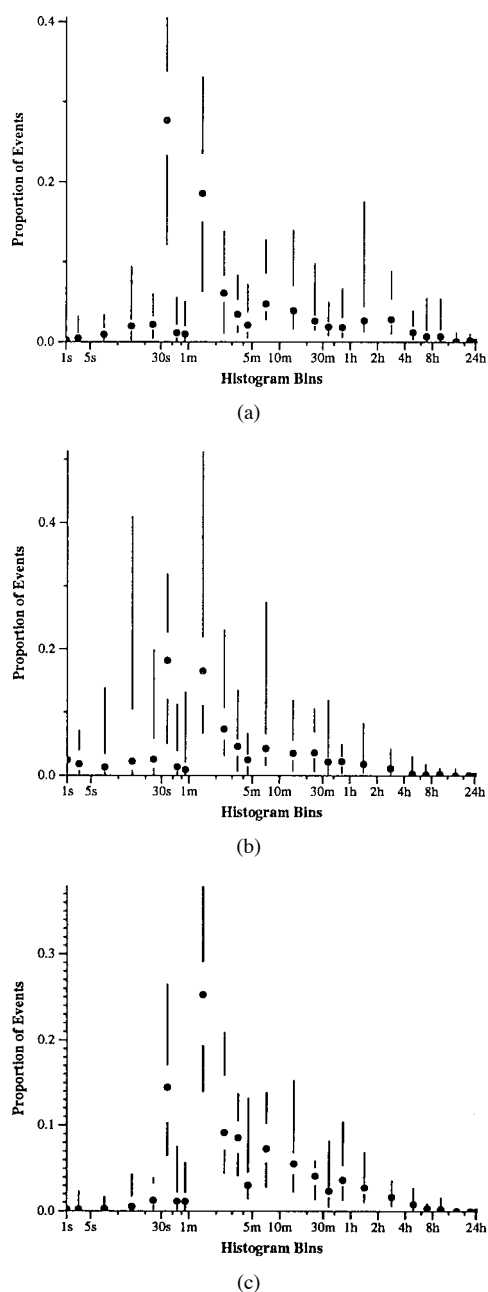 0.4
0.2
0.0
Proportion of Events
1s 5s 30s 1m 5m 10m 30m 1h 2h 4h 8h 24h
Histogram Bins
(a)
0.4
0.2
0.0
Proportion of Events
1s 5s 30s 1m 5m 10m 30m 1h 2h 4h 8h 24h
Histogram Bins
(b)
0.3
0.2
0.1
0.0
Proportion of Events
1s 5s 30s 1m 5m 10m 30m 1h 2h 4h 8h 24h
Histogram Bins
(c)